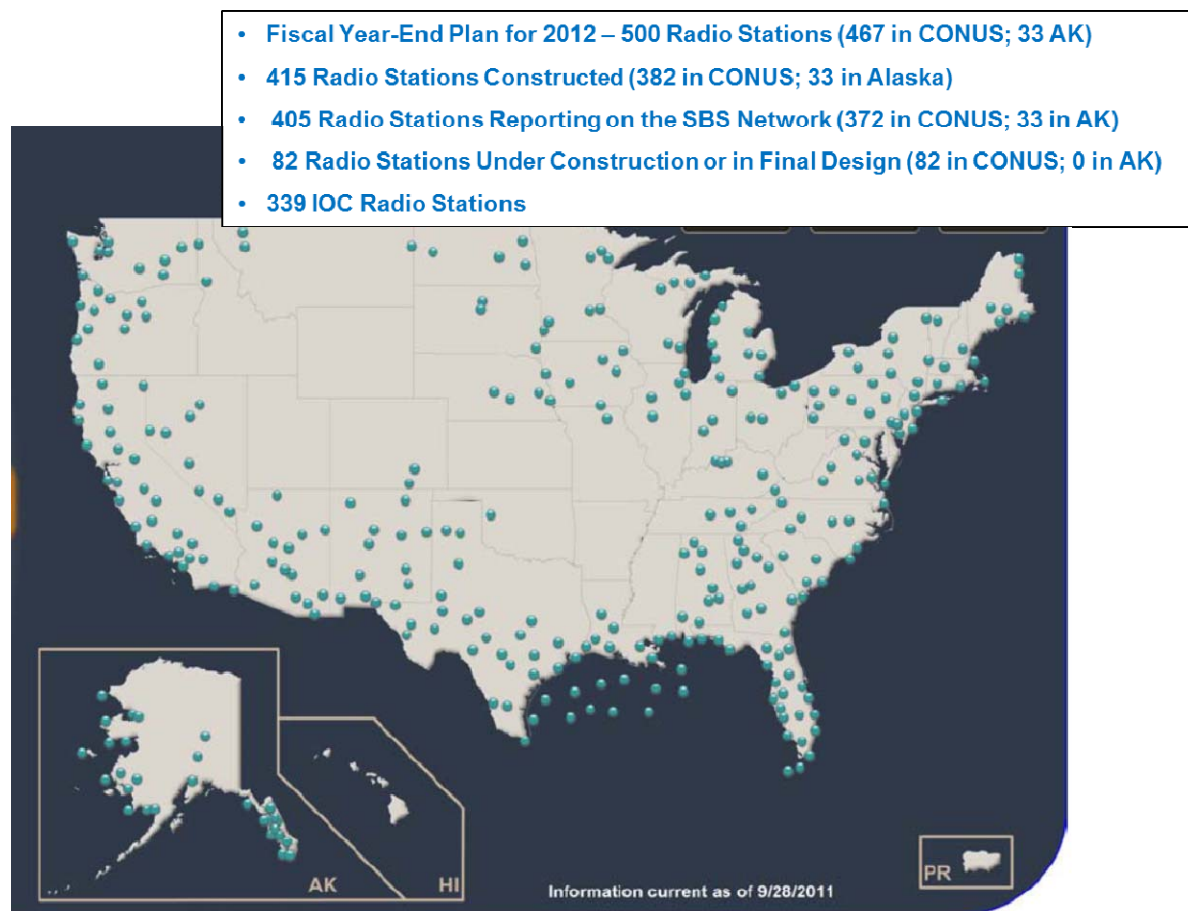 • Fiscal Year-End Plan for 2012 – 500 Radio Stations (467 in CONUS; 33 AK)
• 415 Radio Stations Constructed (382 in CONUS; 33 in Alaska)
• 405 Radio Stations Reporting on the SBS Network (372 in CONUS; 33 in AK)
• 82 Radio Stations Under Construction or in Final Design (82 in CONUS; 0 in AK)
• 339 IOC Radio Stations
AK
HI
PR
Information current as of 9/28/2011